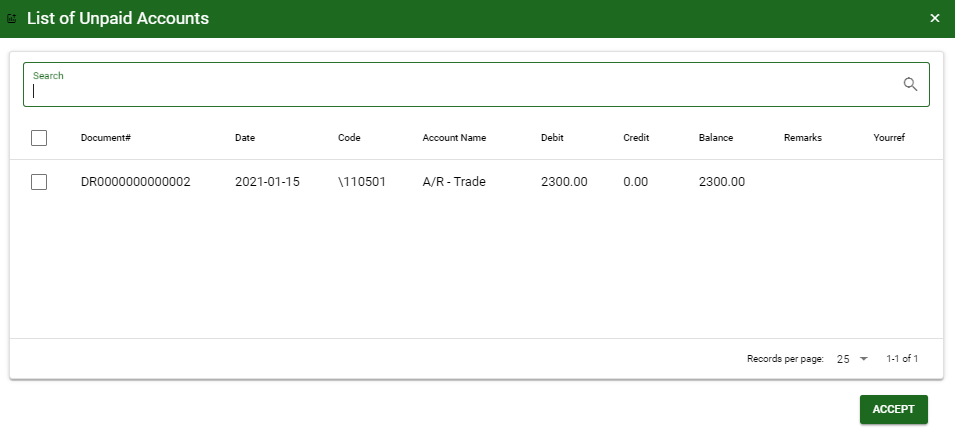 List of Unpaid Accounts
Search
Document# Date Code Account Name Debit Credit Balance Remarks Yourref
DR0000000000002 2021-01-15 \110501 A/R - Trade 2300.00 0.00 2300.00
Records per page: 25 1-1 of 1
ACCEPT